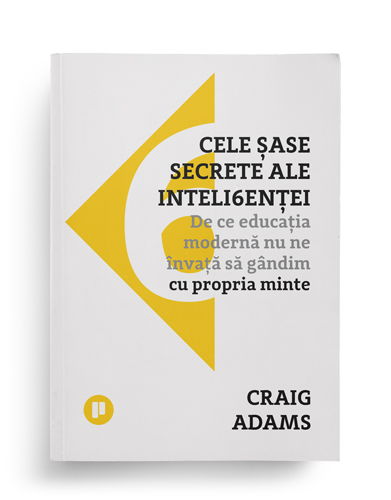 6
CELE ȘASE
SECRETE ALE
INTELI6ENȚEI
De ce educația
modernă nu ne
învață să gândim
cu propria minte
CRAIG
ADAMS
p